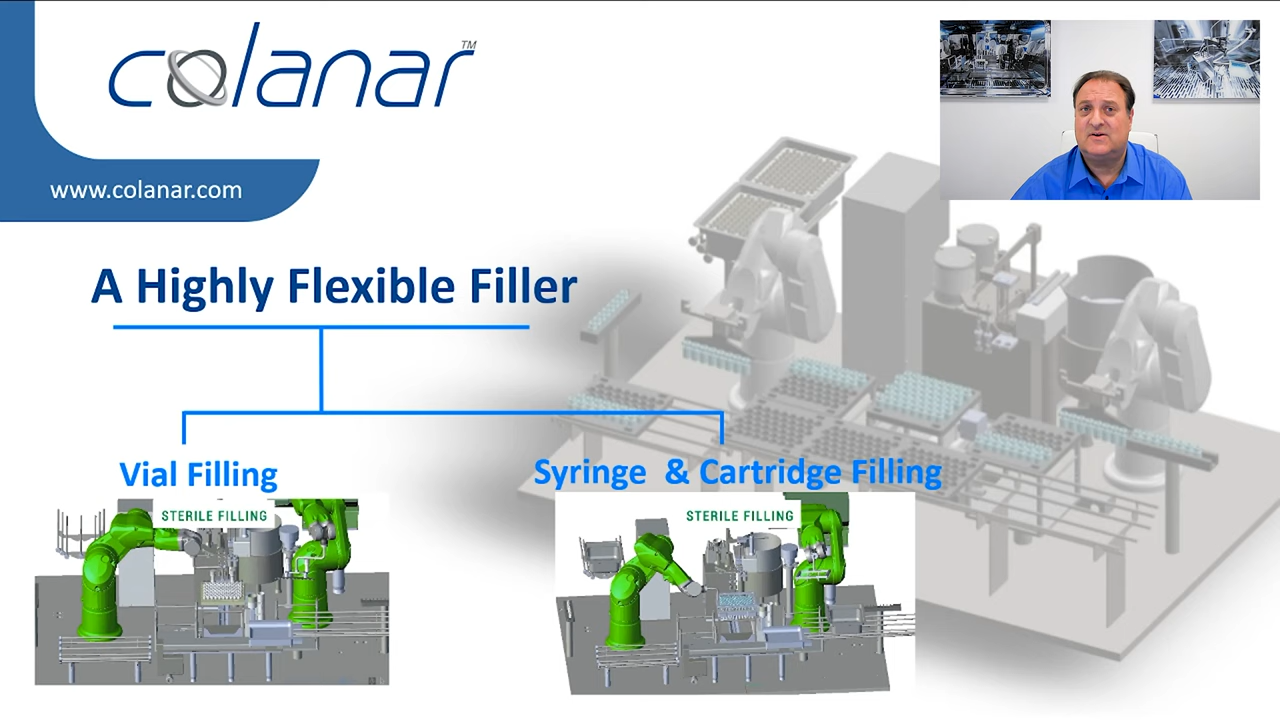 colanar™
www.colanar.com
A Highly Flexible Filler
Vial Filling
Syringe & Cartridge Filling
STERILE FILLING
STERILE FILLING